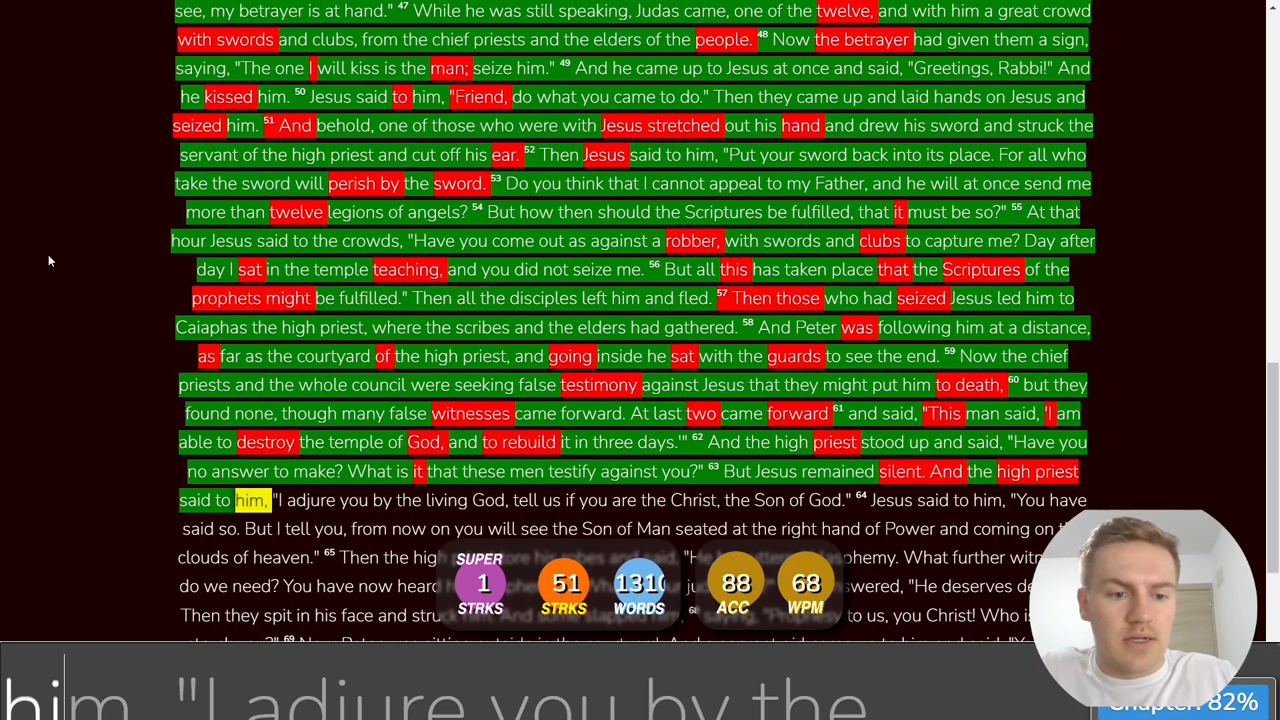 see, my betrayer is at hand." 47 While he was still speaking, Judas came, one of the twelve, and with him a great crowd
with swords and clubs, from the chief priests and the elders of the people. 48 Now the betrayer had given them a sign,
saying, "The one I will kiss is the man; seize him." 49 And he came up to Jesus at once and said, "Greetings, Rabbi!" And
he kissed him. 50 Jesus said to him, "Friend, do what you came to do." Then they came up and laid hands on Jesus and
seized him. 51 And behold, one of those who were with Jesus stretched out his hand and drew his sword and struck the
servant of the high priest and cut off his ear. 52 Then Jesus said to him, "Put your sword back into its place. For all who
take the sword will perish by the sword. 53 Do you think that I cannot appeal to my Father, and he will at once send me
more than twelve legions of angels? 54 But how then should the Scriptures be fulfilled, that it must be so?" 55 At that
hour Jesus said to the crowds, "Have you come out as against a robber, with swords and clubs to capture me? Day after
day I sat in the temple teaching, and you did not seize me. 56 But all this has taken place that the Scriptures of the
prophets might be fulfilled." Then all the disciples left him and fled. 57 Then those who had seized Jesus led him to
Caiaphas the high priest, where the scribes and the elders had gathered. 58 And Peter was following him at a distance,
as far as the courtyard of the high priest, and going inside he sat with the guards to see the end. 59 Now the chief
priests and the whole council were seeking false testimony against Jesus that they might put him to death, 60 but they
found none, though many false witnesses came forward. At last two came forward 61 and said, "This man said, 'I am
able to destroy the temple of God, and to rebuild it in three days.'" 62 And the high priest stood up and said, "Have you
no answer to make? What is it that these men testify against you?" 63 But Jesus remained silent. And the high priest
said to him, "I adjure you by the living God, tell us if you are the Christ, the Son of God." 64 Jesus said to him, "You have
said so. But I tell you, from now on you will see the Son of Man seated at the right hand of Power and coming on
clouds of heaven." 65 Then the high
do we need? You have now heard
Then they spit in his face and
SUPER 1 STRKS 51 STRKS 1310 WORDS 88 ACC 68 WPM
him, "I adjure you by the
Chapter: 82%